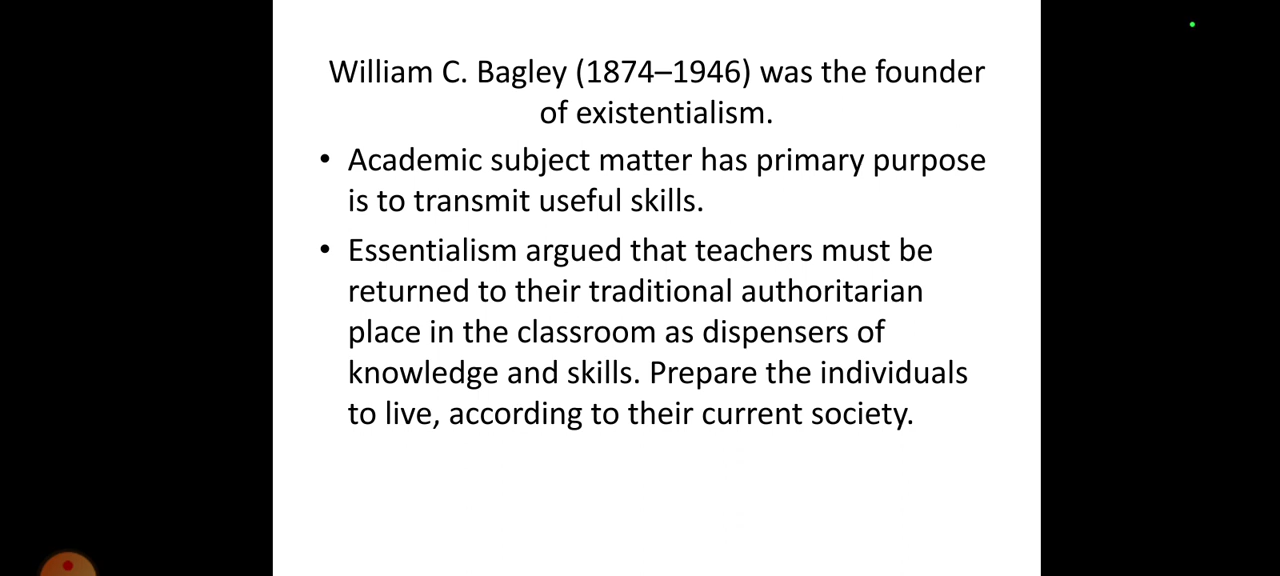 William C. Bagley (1874–1946) was the founder
of existentialism.
• Academic subject matter has primary purpose
is to transmit useful skills.
• Essentialism argued that teachers must be
returned to their traditional authoritarian
place in the classroom as dispensers of
knowledge and skills. Prepare the individuals
to live, according to their current society.